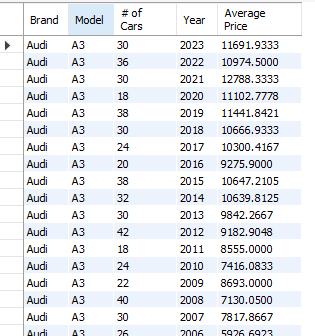 Brand Model # of Cars Year Average Price
Audi A3 30 2023 11691.9333
Audi A3 36 2022 10974.5000
Audi A3 30 2021 12788.3333
Audi A3 18 2020 11102.7778
Audi A3 38 2019 11441.8421
Audi A3 30 2018 10666.9333
Audi A3 24 2017 10300.4167
Audi A3 20 2016 9275.9000
Audi A3 38 2015 10647.2105
Audi A3 32 2014 10639.8125
Audi A3 30 2013 9842.2667
Audi A3 42 2012 9182.9048
Audi A3 18 2011 8555.0000
Audi A3 24 2010 7416.0833
Audi A3 22 2009 8693.0000
Audi A3 40 2008 7130.0500
Audi A3 30 2007 7817.8667
Audi A3 26 2006 5926.6923